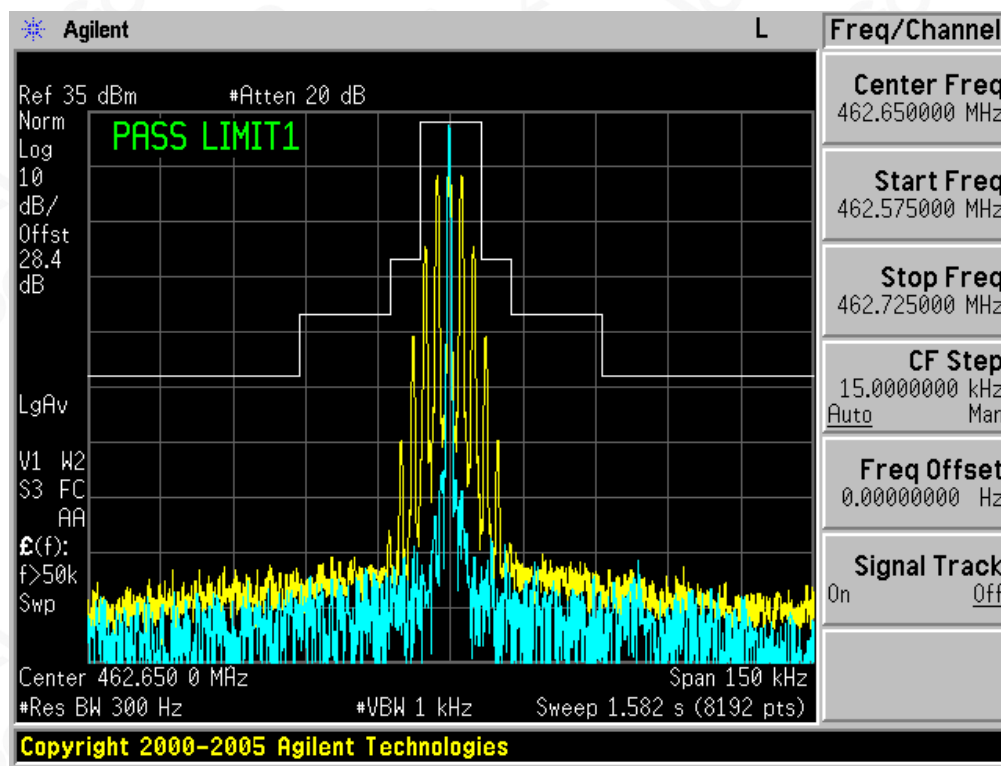 Agilent L Freq/Channel
Ref 35 dBm #Atten 20 dB
Norm
Log
10
dB/
Offst
28.4
dB
PASS LIMIT1
LgAv
V1 W2
S3 FC
AA
£(f):
f>50k
Swp
Center 462.650 0 MHz Span 150 kHz
#Res BW 300 Hz #VBW 1 kHz Sweep 1.582 s (8192 pts)
Copyright 2000-2005 Agilent Technologies
Center Freq
462.650000 MHz
Start Freq
462.575000 MHz
Stop Freq
462.725000 MHz
CF Step
15.0000000 kHz
Auto Man
Freq Offset
0.00000000 Hz
Signal Track
On Off